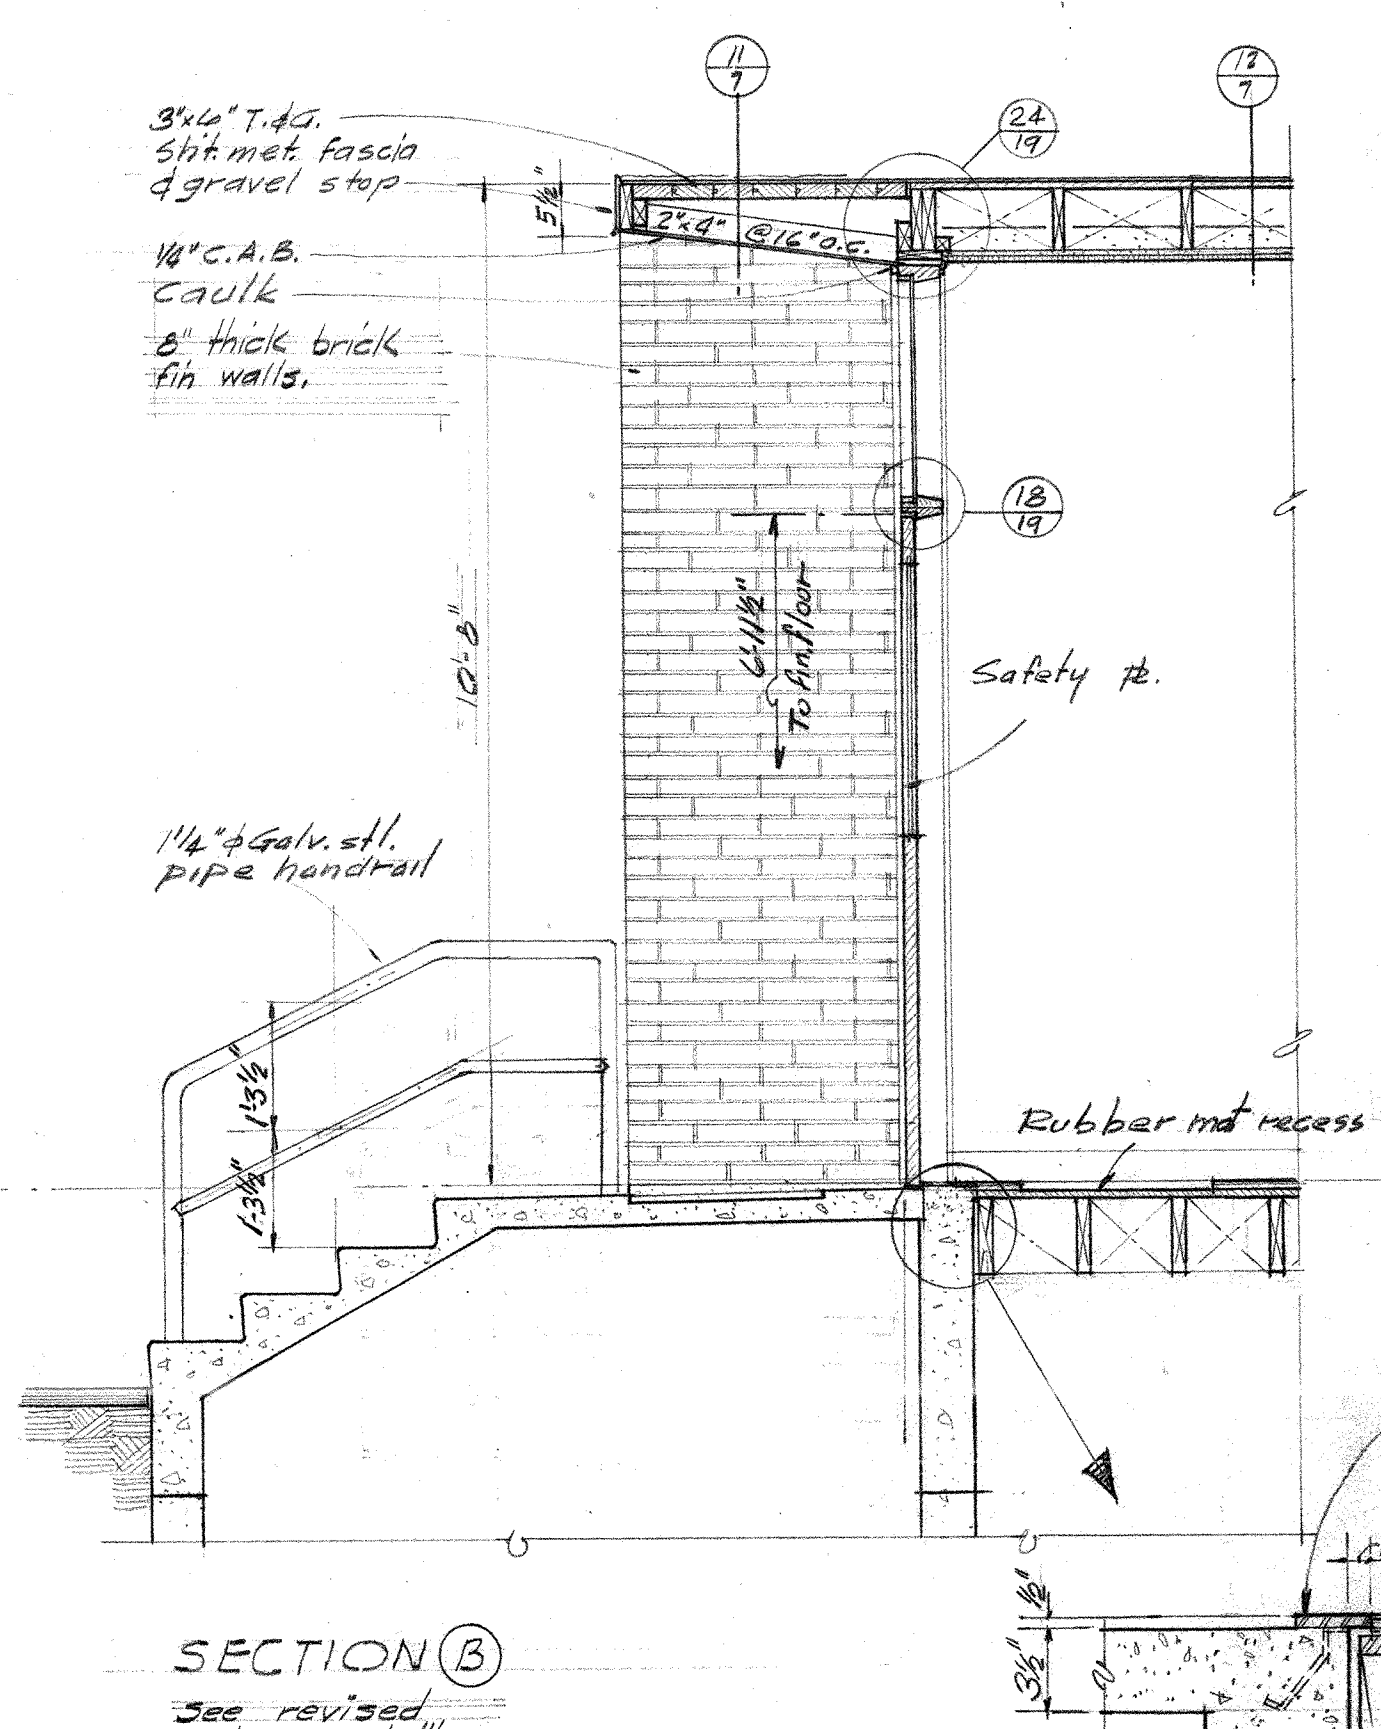 11
7
12
7
24
19
3"x6" T.&G.
Sht. met. fascia
& gravel stop
5½"
2"x4" @16" o.c.
¼" C.A.B.
Caulk
8" thick brick
fin walls.
18
19
6'-11½"
To fin. floor
10'-8"
Safety ₧.
1¼" ϕ Galv. stl.
pipe handrail
1'-3½"
1'-3½"
Rubber mat recess
½"
3½"
SECTION B
See revised